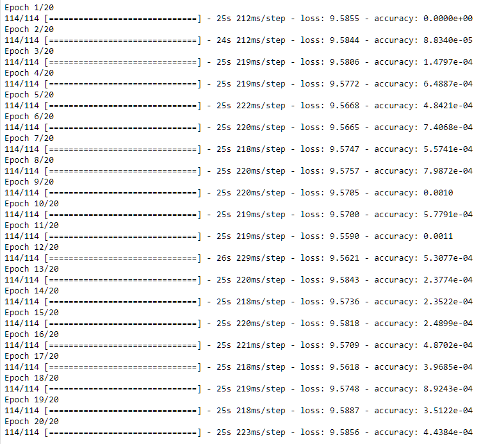 Epoch 1/20
114/114 [==============================] - 25s 212ms/step - loss: 9.5855 - accuracy: 0.0000e+00
Epoch 2/20
114/114 [==============================] - 24s 212ms/step - loss: 9.5844 - accuracy: 8.8340e-05
Epoch 3/20
114/114 [==============================] - 25s 219ms/step - loss: 9.5806 - accuracy: 1.4797e-04
Epoch 4/20
114/114 [==============================] - 25s 219ms/step - loss: 9.5772 - accuracy: 6.4887e-04
Epoch 5/20
114/114 [==============================] - 25s 222ms/step - loss: 9.5668 - accuracy: 4.8421e-04
Epoch 6/20
114/114 [==============================] - 25s 220ms/step - loss: 9.5665 - accuracy: 7.4068e-04
Epoch 7/20
114/114 [==============================] - 25s 218ms/step - loss: 9.5747 - accuracy: 5.5741e-04
Epoch 8/20
114/114 [==============================] - 25s 220ms/step - loss: 9.5757 - accuracy: 7.9872e-04
Epoch 9/20
114/114 [==============================] - 25s 220ms/step - loss: 9.5705 - accuracy: 0.0010
Epoch 10/20
114/114 [==============================] - 25s 219ms/step - loss: 9.5700 - accuracy: 5.7791e-04
Epoch 11/20
114/114 [==============================] - 25s 219ms/step - loss: 9.5590 - accuracy: 0.0011
Epoch 12/20
114/114 [==============================] - 26s 229ms/step - loss: 9.5621 - accuracy: 5.3077e-04
Epoch 13/20
114/114 [==============================] - 25s 220ms/step - loss: 9.5843 - accuracy: 2.3774e-04
Epoch 14/20
114/114 [==============================] - 25s 218ms/step - loss: 9.5736 - accuracy: 2.3522e-04
Epoch 15/20
114/114 [==============================] - 25s 220ms/step - loss: 9.5818 - accuracy: 2.4899e-04
Epoch 16/20
114/114 [==============================] - 25s 221ms/step - loss: 9.5709 - accuracy: 4.8702e-04
Epoch 17/20
114/114 [==============================] - 25s 218ms/step - loss: 9.5618 - accuracy: 3.9685e-04
Epoch 18/20
114/114 [==============================] - 25s 219ms/step - loss: 9.5748 - accuracy: 8.9243e-04
Epoch 19/20
114/114 [==============================] - 25s 218ms/step - loss: 9.5887 - accuracy: 3.5122e-04
Epoch 20/20
114/114 [==============================] - 25s 223ms/step - loss: 9.5856 - accuracy: 4.4384e-04